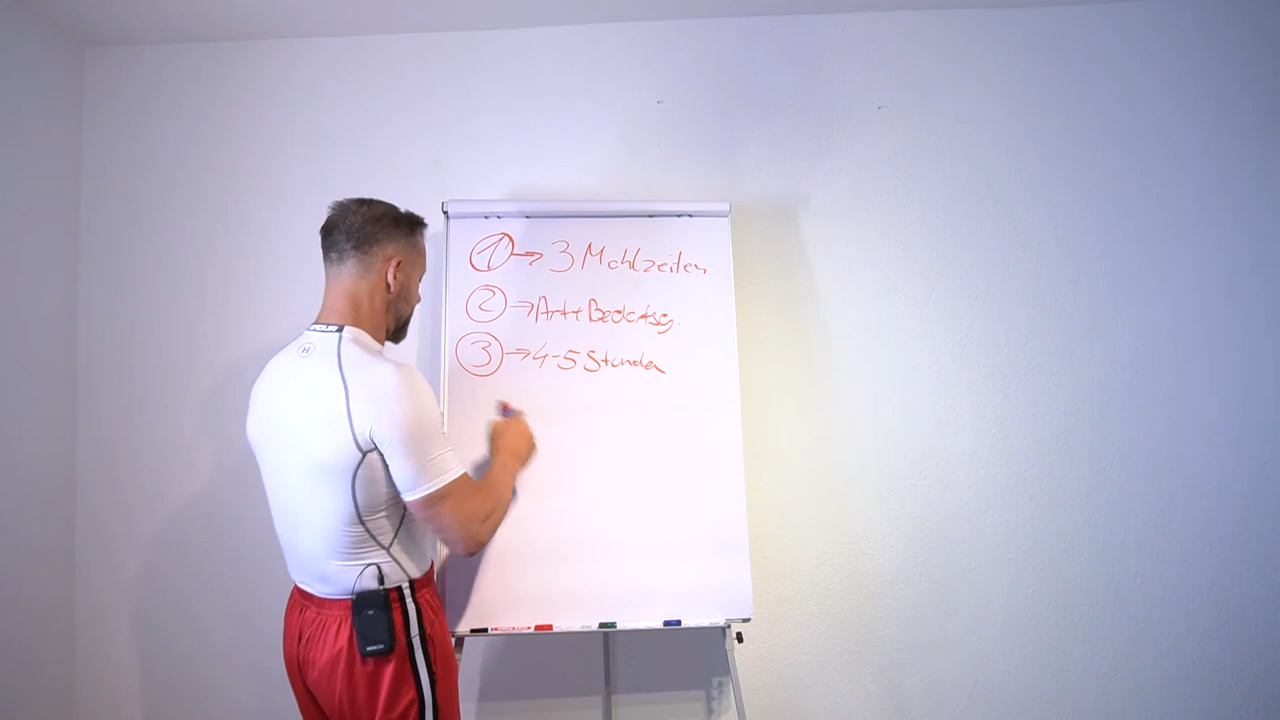 1 → 3 Mahlzeiten
2 → Art + Bedarfsg.
3 → 4-5 Stunden
H